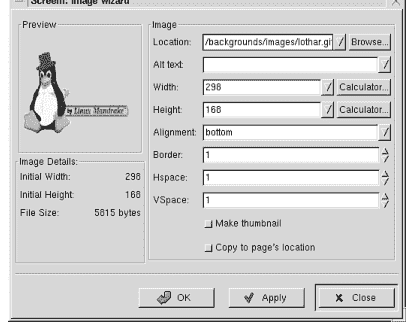 Screem: Image wizard
Preview
by Linux Mandrake
Image Details:
Initial Width: 298
Initial Height: 168
File Size: 5815 bytes
Image
Location: /backgrounds/images/lothar.gif Browse...
Alt text:
Width: 298 Calculator...
Height: 168 Calculator...
Alignment: bottom
Border: 1
Hspace: 1
VSpace: 1
Make thumbnail
Copy to page's location
OK Apply Close